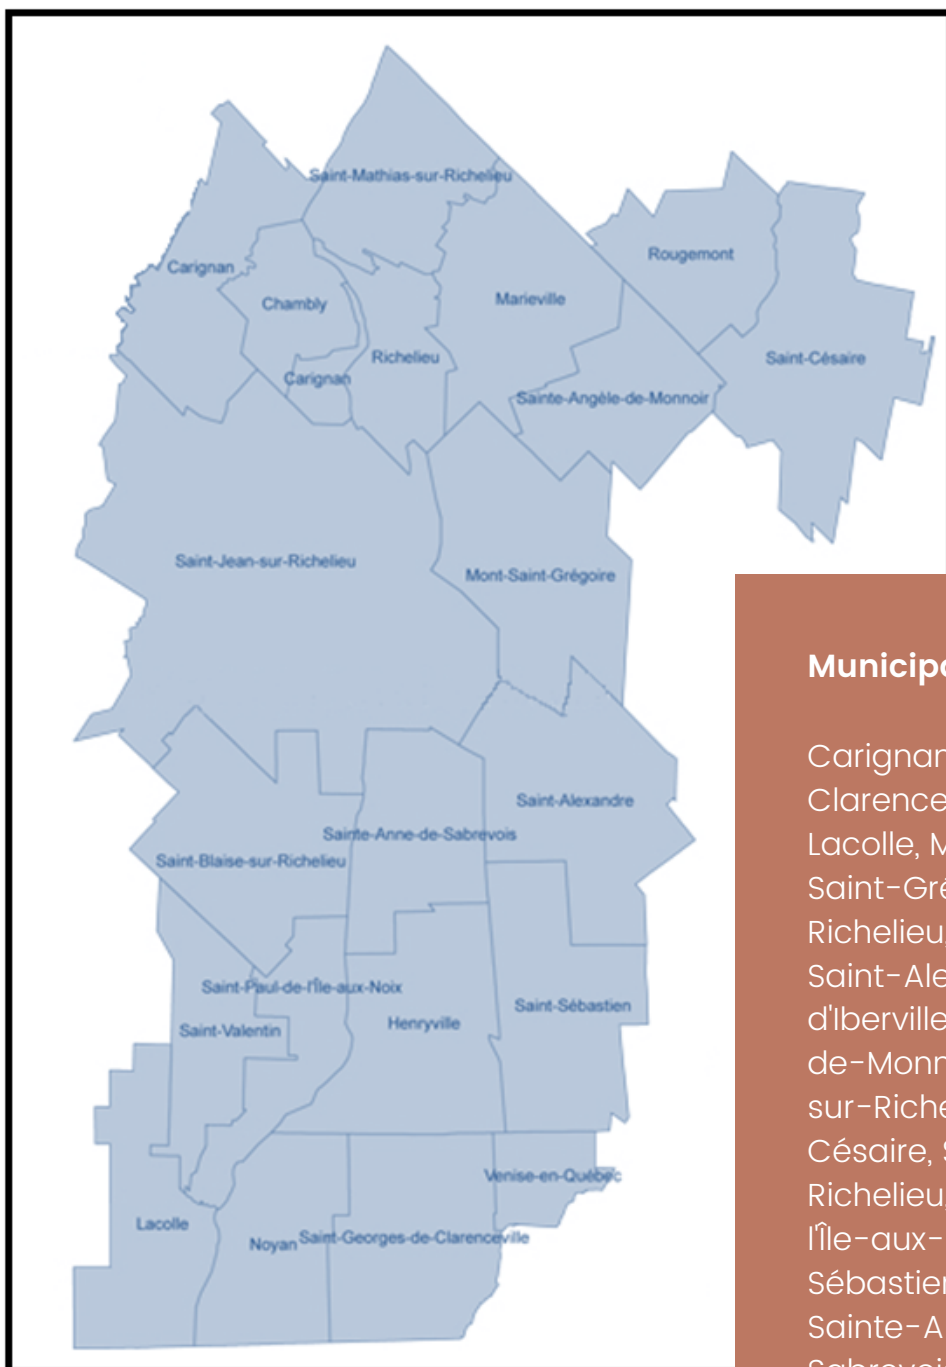 Saint-Mathias-sur-Richelieu
Rougemont
Carignan
Marieville
Chambly
Richelieu
Saint-Césaire
Carignan
Sainte-Angèle-de-Monnoir
Saint-Jean-sur-Richelieu
Mont-Saint-Grégoire
Saint-Alexandre
Sainte-Anne-de-Sabrevois
Saint-Blaise-sur-Richelieu
Saint-Paul-de-l'Île-aux-Noix
Saint-Sébastien
Henryville
Saint-Valentin
Venise-en-Québec
Lacolle
Saint-Georges-de-Clarenceville
Noyan
Municipa
Carignan
Clarence
Lacolle, M
Saint-Gré
Richelieu,
Saint-Ale
d'Iberville
de-Monn
sur-Riche
Césaire, S
Richelieu,
l'Île-aux-
Sébastien
Sainte-A
Sabrevoi